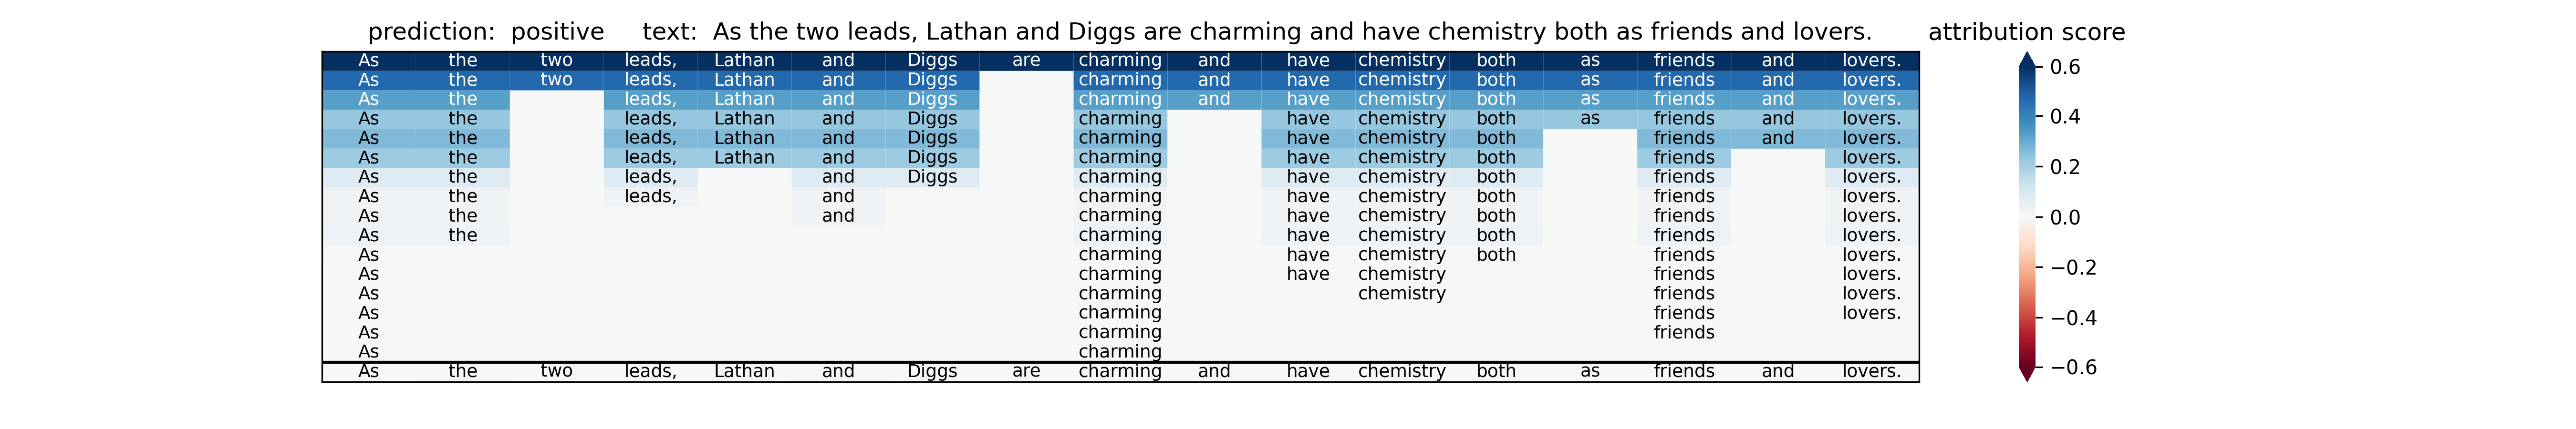 prediction:  positive     text:  As the two leads, Lathan and Diggs are charming and have chemistry both as friends and lovers.     attribution score
As the two leads, Lathan and Diggs are charming and have chemistry both as friends and lovers.
As the two leads, Lathan and Diggs charming and have chemistry both as friends and lovers.
As the leads, Lathan and Diggs charming and have chemistry both as friends and lovers.
As the leads, Lathan and Diggs charming have chemistry both as friends and lovers.
As the leads, Lathan and Diggs charming have chemistry both friends and lovers.
As the leads, Lathan and Diggs charming have chemistry both friends lovers.
As the leads, and Diggs charming have chemistry both friends lovers.
As the leads, and charming have chemistry both friends lovers.
As the and charming have chemistry both friends lovers.
As the charming have chemistry both friends lovers.
As charming have chemistry both friends lovers.
As charming have chemistry friends lovers.
As charming chemistry friends lovers.
As charming friends lovers.
As charming friends
As charming
As the two leads, Lathan and Diggs are charming and have chemistry both as friends and lovers.
0.6
0.4
0.2
0.0
−0.2
−0.4
−0.6